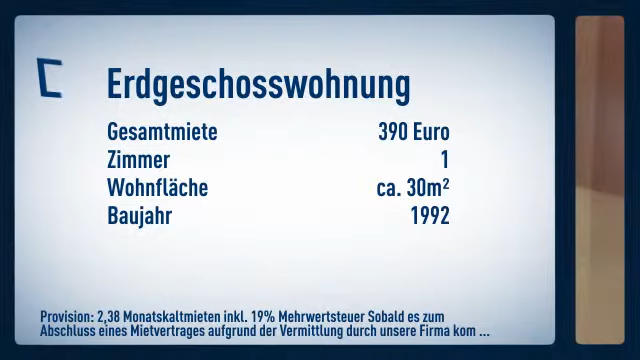 Erdgeschosswohnung
Gesamtmiete 390 Euro
Zimmer 1
Wohnfläche ca. 30m²
Baujahr 1992
Provision: 2,38 Monatskaltmieten inkl. 19% Mehrwertsteuer Sobald es zum
Abschluss eines Mietvertrages aufgrund der Vermittlung durch unsere Firma kom ...